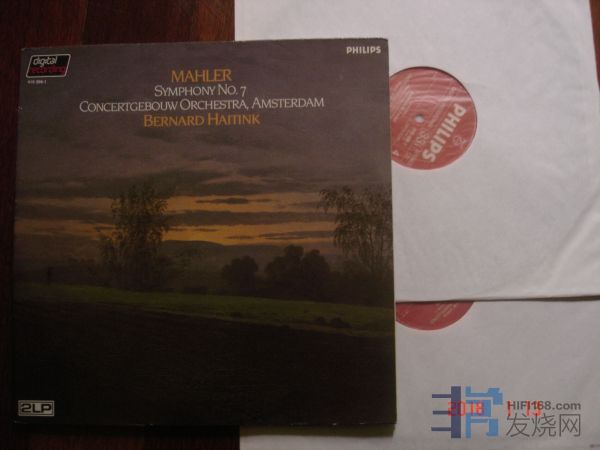 digital
recording
PHILIPS
MAHLER
SYMPHONY No. 7
CONCERTGEBOUW ORCHESTRA, AMSTERDAM
BERNARD HAITINK
2LP
PHILIPS
HIFI168.com
发烧网